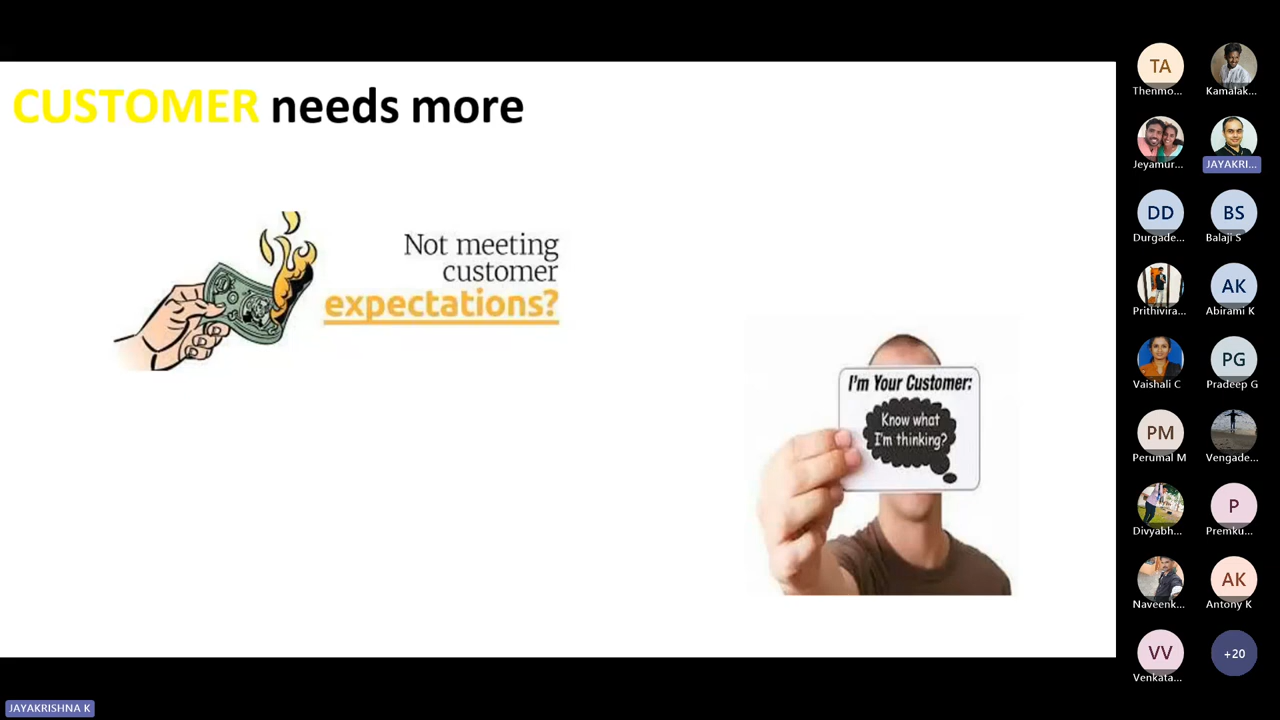 CUSTOMER needs more
Not meeting
customer
expectations?
I'm Your Customer:
Know what
I'm thinking?
TA
Thenmo...
Kamalak...
Jeyamur...
JAYAKRI...
DD
Durgade...
BS
Balaji S
Prithivira...
AK
Abirami K
Vaishali C
PG
Pradeep G
PM
Perumal M
Vengade...
Divyabh...
P
Premku...
Naveenk...
AK
Antony K
VV
Venkata...
+20
JAYAKRISHNA K